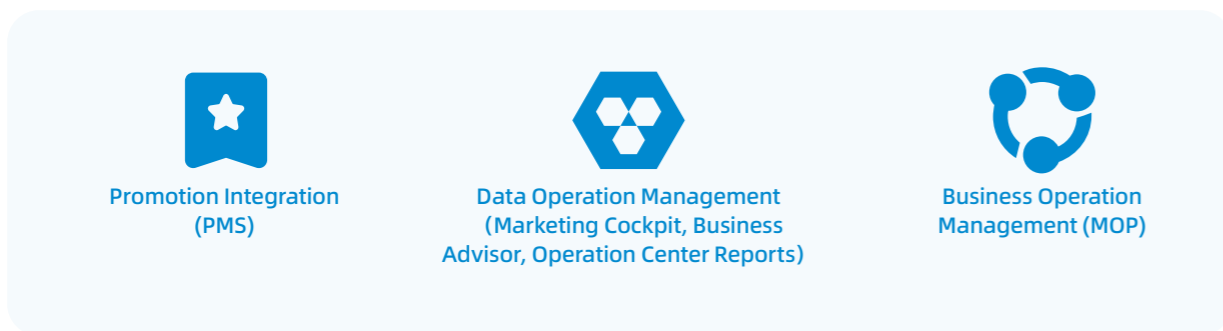 Promotion Integration
(PMS)
Data Operation Management
(Marketing Cockpit, Business
Advisor, Operation Center Reports)
Business Operation
Management (MOP)